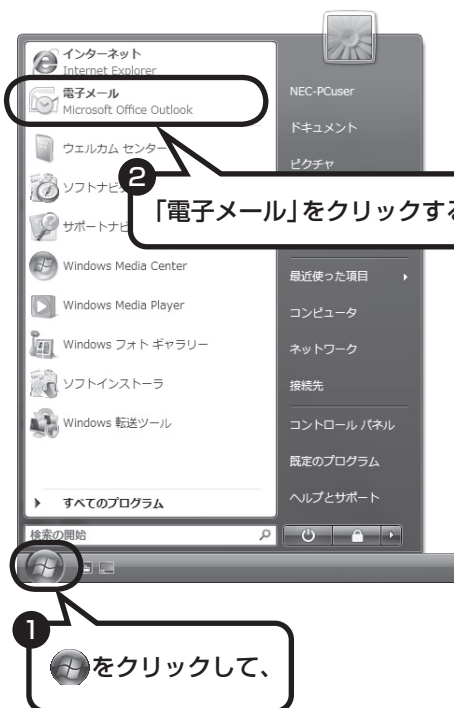 インターネット
Internet Explorer
電子メール
Microsoft Office Outlook
ウェルカム センター
ソフトナビ
サポートナビ
Windows Media Center
Windows Media Player
Windows フォト ギャラリー
ソフトインストーラ
Windows 転送ツール
すべてのプログラム
検索の開始
NEC-PCuser
ドキュメント
ピクチャ
最近使った項目
コンピュータ
ネットワーク
接続先
コントロール パネル
既定のプログラム
ヘルプとサポート
2
「電子メール」をクリックする
1
をクリックして、